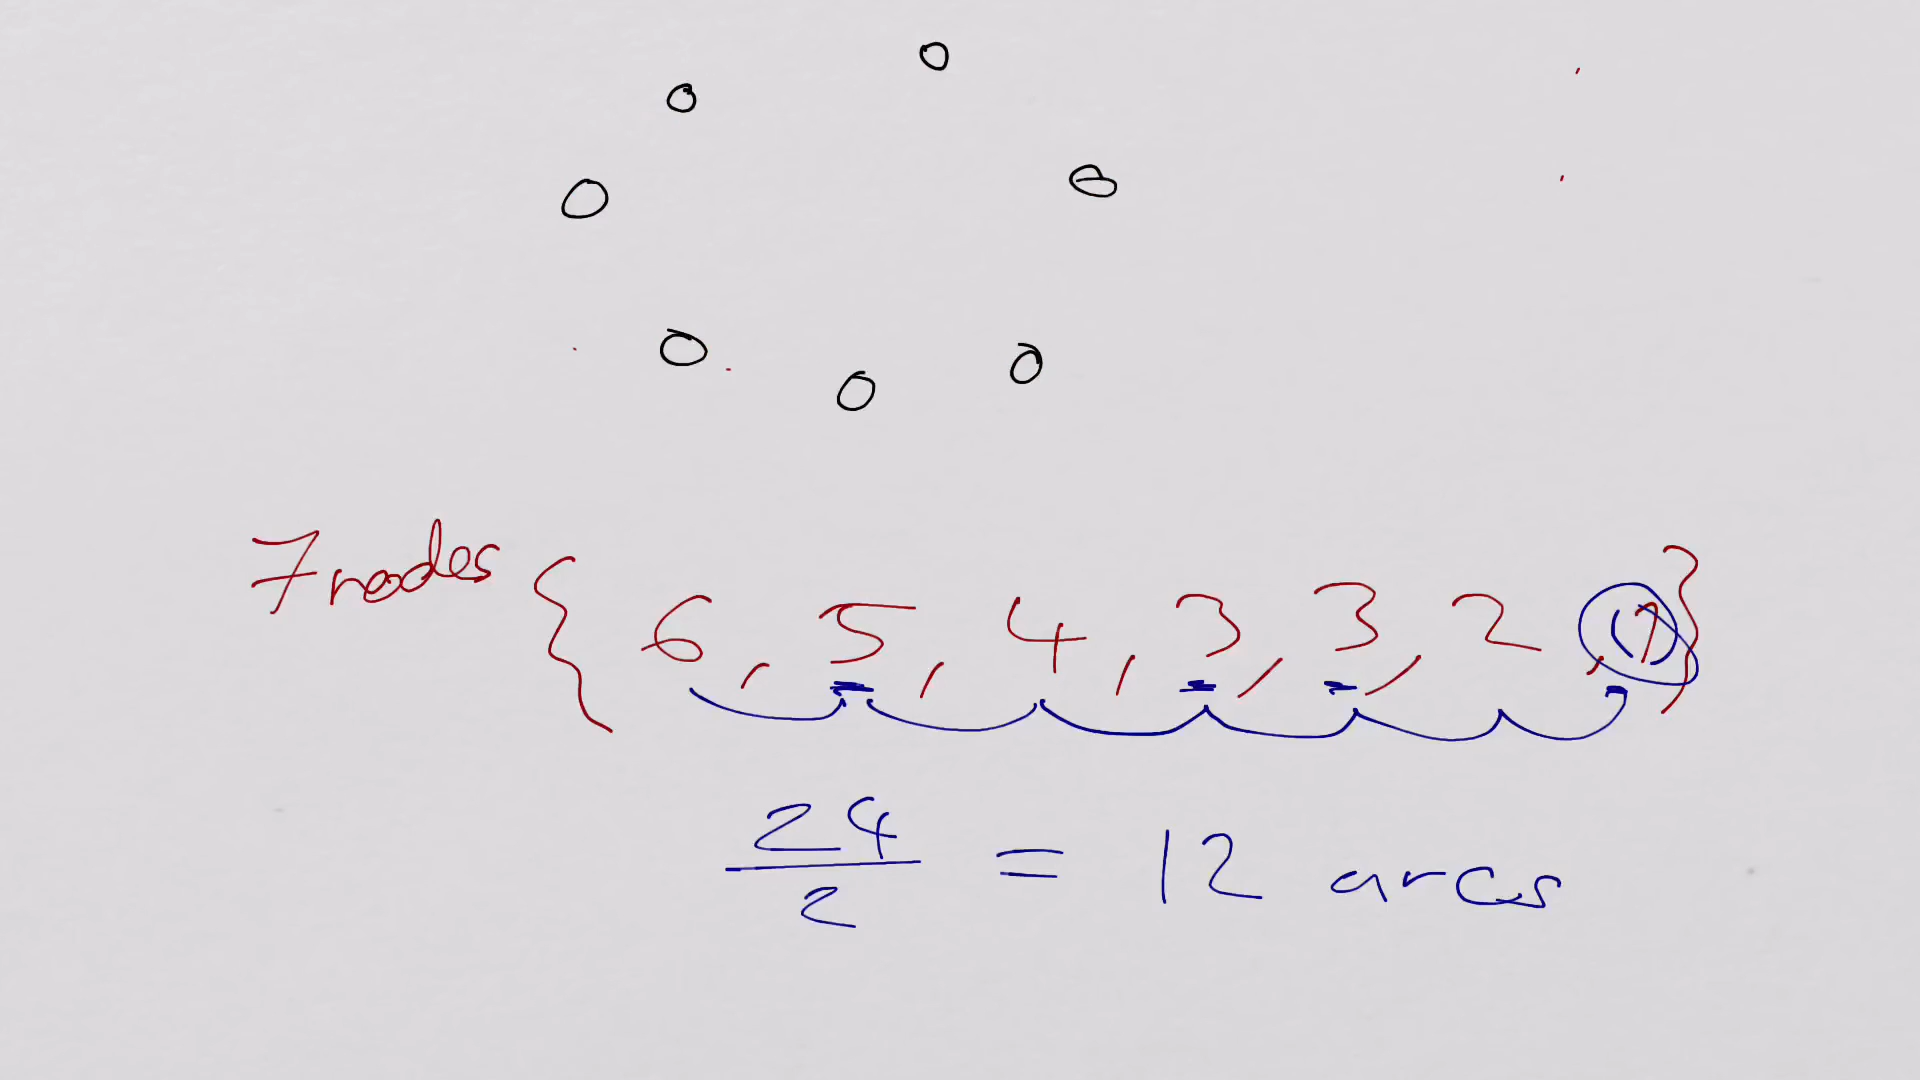 7 nodes { 6, 5, 4, 3, 3, 2, 1 }
24
2
= 12 arcs